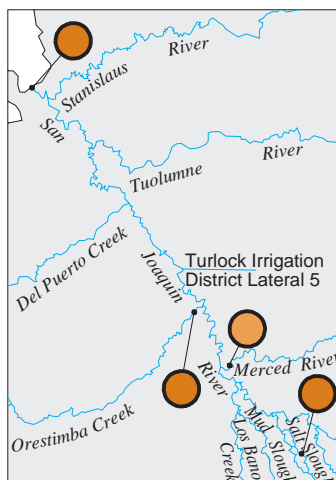 River
Stanislaus
San
River
Tuolumne
Del Puerto Creek
Joaquin
Turlock Irrigation
District Lateral 5
River
Merced River
Orestimba Creek
Salt Slough
Mud Slough
Los Bano
Creek